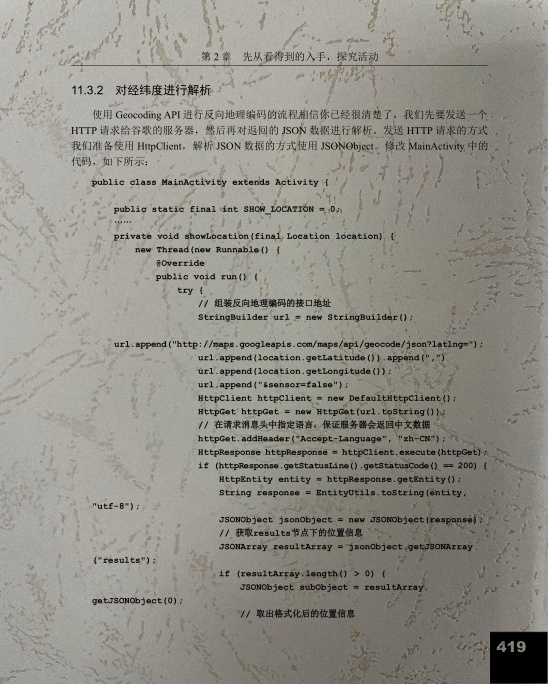 第 2 章 先从看得到的入手，探究活动
11.3.2 对经纬度进行解析
使用 Geocoding API 进行反向地理编码的流程相信你已经很清楚了，我们先要发送一个
HTTP 请求给谷歌的服务器，然后再对返回的 JSON 数据进行解析。发送 HTTP 请求的方式
我们准备使用 HttpClient，解析 JSON 数据的方式使用 JSONObject。修改 MainActivity 中的
代码，如下所示：
public class MainActivity extends Activity {
public static final int SHOW_LOCATION = 0;
……
private void showLocation(final Location location) {
new Thread(new Runnable() {
@Override
public void run() {
try {
// 组装反向地理编码的接口地址
StringBuilder url = new StringBuilder();
url.append("http://maps.googleapis.com/maps/api/geocode/json?latlng=");
url.append(location.getLatitude()).append(",")
url.append(location.getLongitude());
url.append("&sensor=false");
HttpClient httpClient = new DefaultHttpClient();
HttpGet httpGet = new HttpGet(url.toString());
// 在请求消息头中指定语言，保证服务器会返回中文数据
httpGet.addHeader("Accept-Language", "zh-CN");
HttpResponse httpResponse = httpClient.execute(httpGet);
if (httpResponse.getStatusLine().getStatusCode() == 200) {
HttpEntity entity = httpResponse.getEntity();
String response = EntityUtils.toString(entity,
"utf-8");
JSONObject jsonObject = new JSONObject(response);
// 获取results节点下的位置信息
JSONArray resultArray = jsonObject.getJSONArray
("results");
if (resultArray.length() > 0) {
JSONObject subObject = resultArray.
getJSONObject(0);
// 取出格式化后的位置信息
419